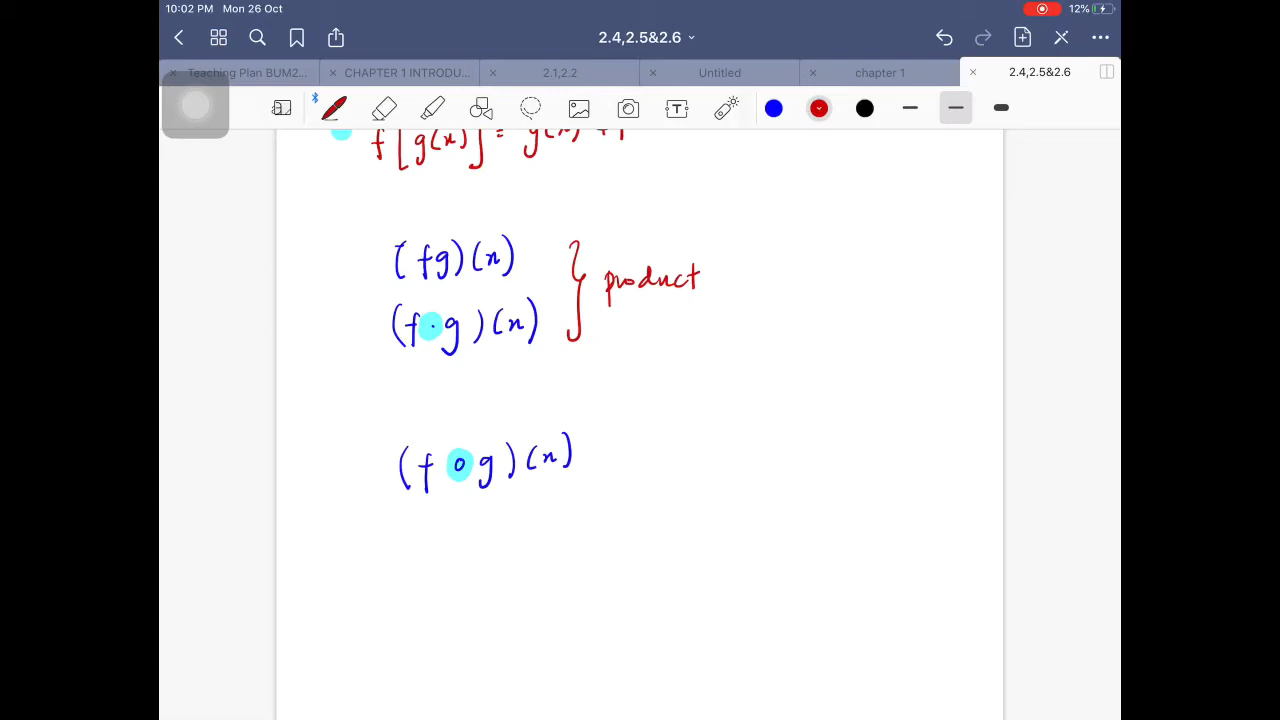 10:02 PM Mon 26 Oct 12%
2.4,2.5&2.6
Teaching Plan BUM2... CHAPTER 1 INTRODU... 2.1,2.2 Untitled chapter 1 2.4,2.5&2.6
f[g(x)] = g(x) + 1
(fg)(x)
} product
(f·g)(x)
(f∘g)(x)